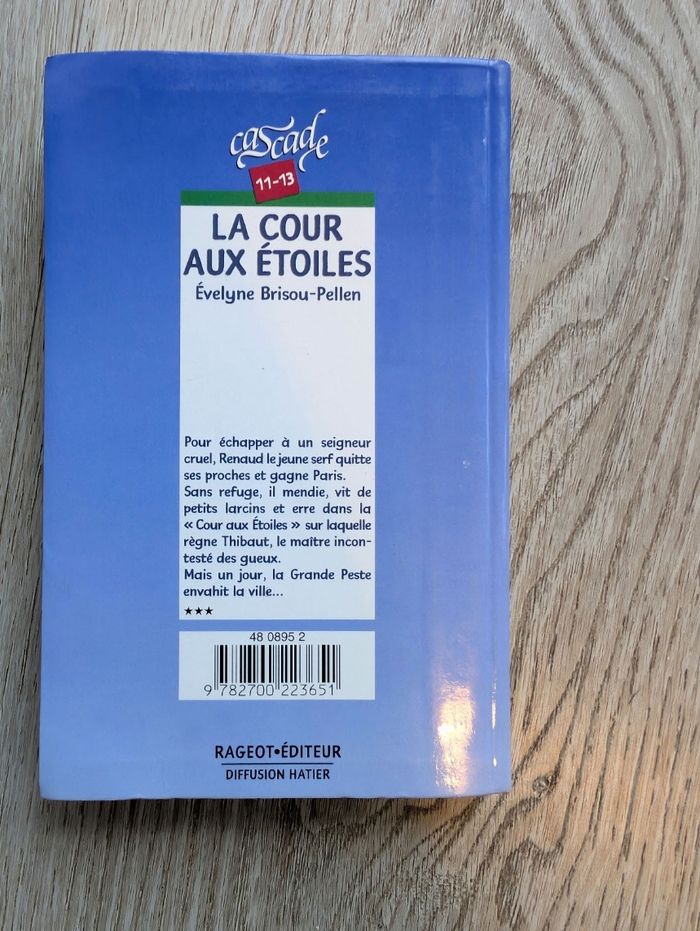 cascade
11-13
LA COUR
AUX ÉTOILES
Évelyne Brisou-Pellen
Pour échapper à un seigneur
cruel, Renaud le jeune serf quitte
ses proches et gagne Paris.
Sans refuge, il mendie, vit de
petits larcins et erre dans la
« Cour aux Étoiles » sur laquelle
règne Thibaut, le maître incon-
testé des gueux.
Mais un jour, la Grande Peste
envahit la ville...
★★★
48 0895 2
9 782700 223651
RAGEOT•ÉDITEUR
DIFFUSION HATIER